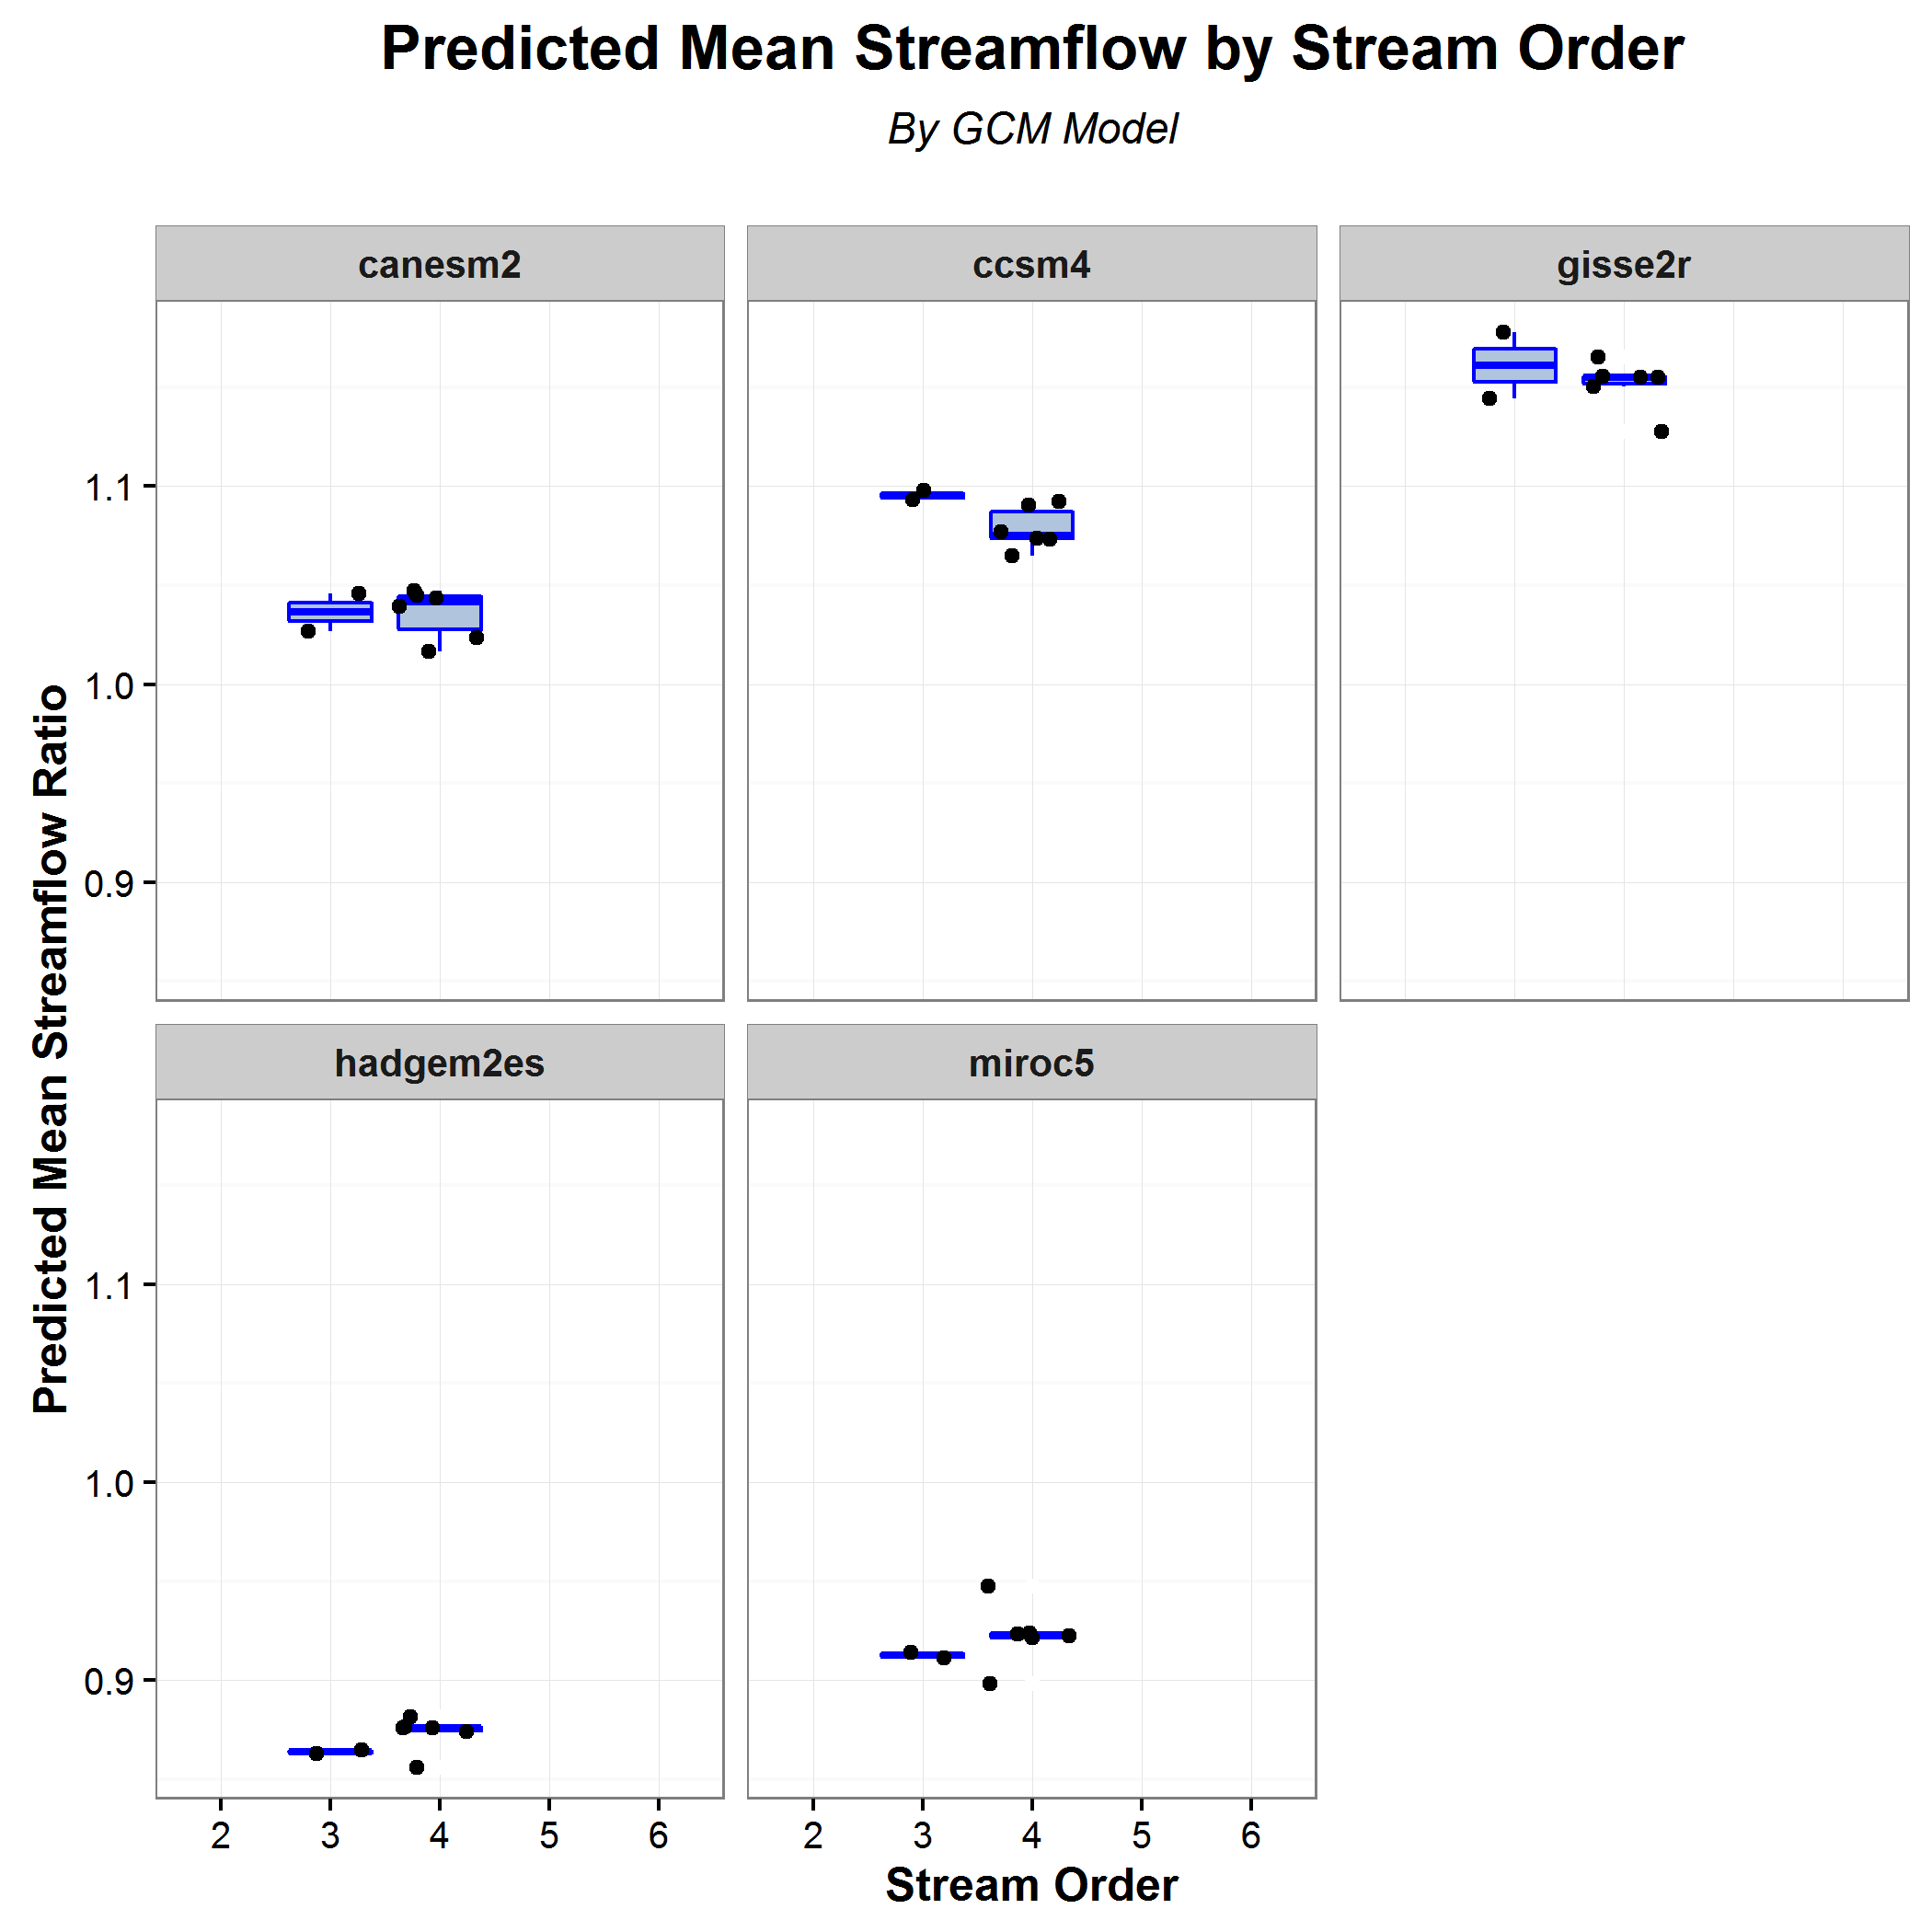 Predicted Mean Streamflow by Stream Order
By GCM Model
canesm2
ccsm4
gisse2r
1.1
1.0
0.9
Predicted Mean Streamflow Ratio
hadgem2es
miroc5
1.1
1.0
0.9
2 3 4 5 6
2 3 4 5 6
Stream Order